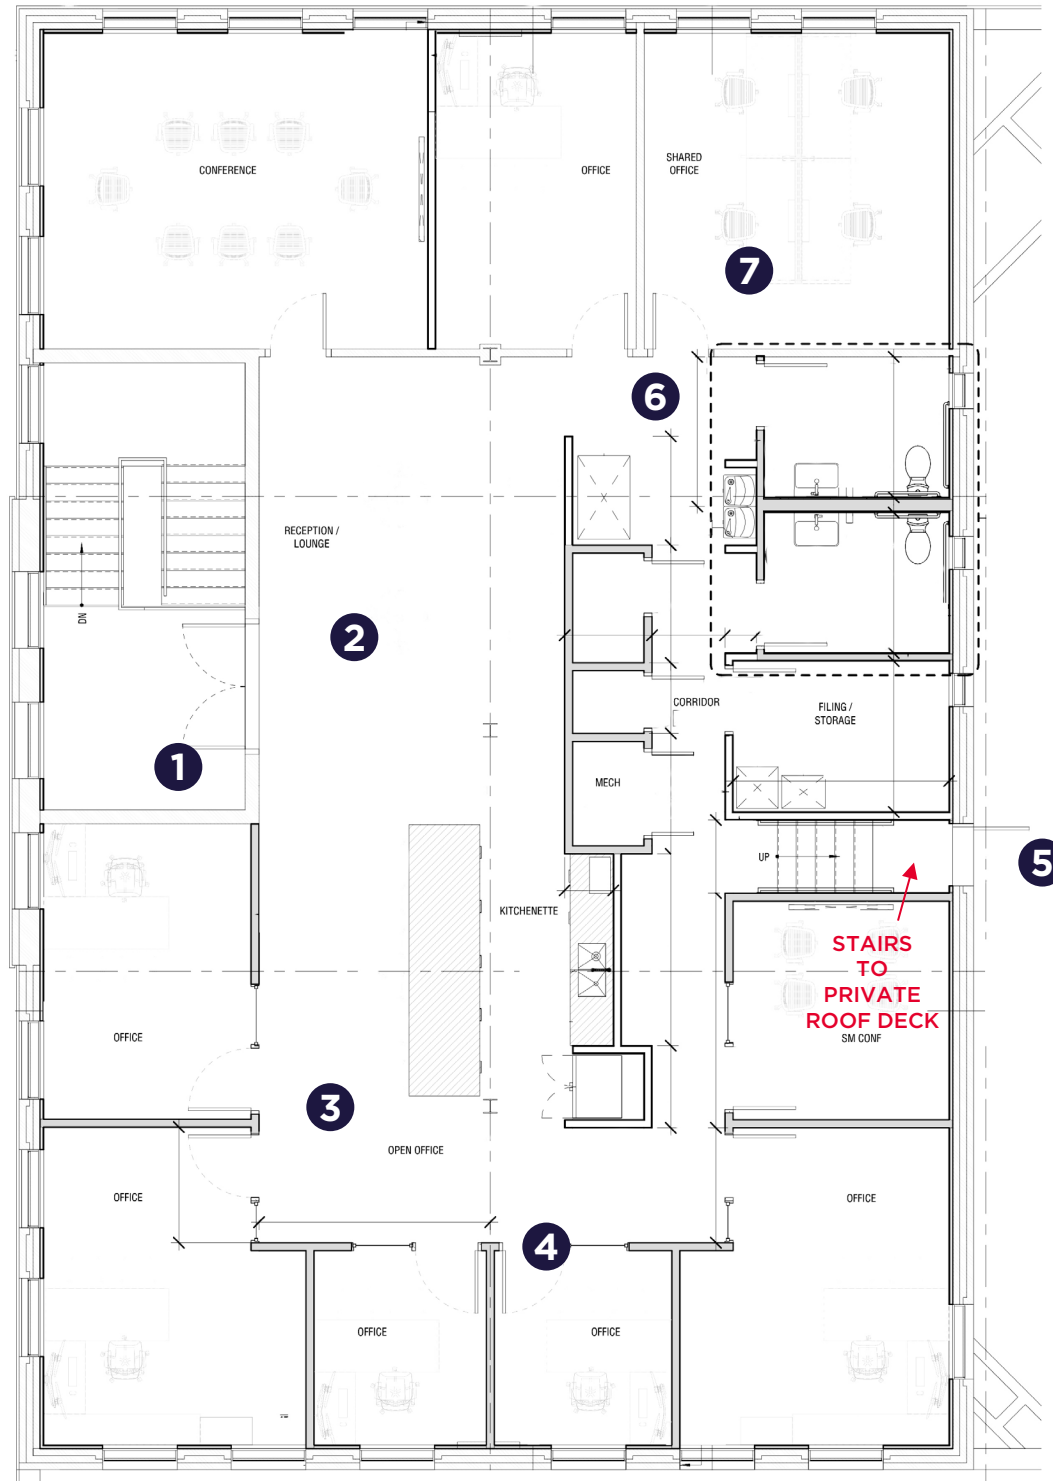 CONFERENCE
OFFICE
SHARED
OFFICE
7
6
RECEPTION /
LOUNGE
DN
2
1
CORRIDOR
FILING /
STORAGE
MECH
UP
5
KITCHENETTE
STAIRS
TO
PRIVATE
ROOF DECK
SM CONF
OFFICE
3
OPEN OFFICE
OFFICE
OFFICE
4
OFFICE
OFFICE